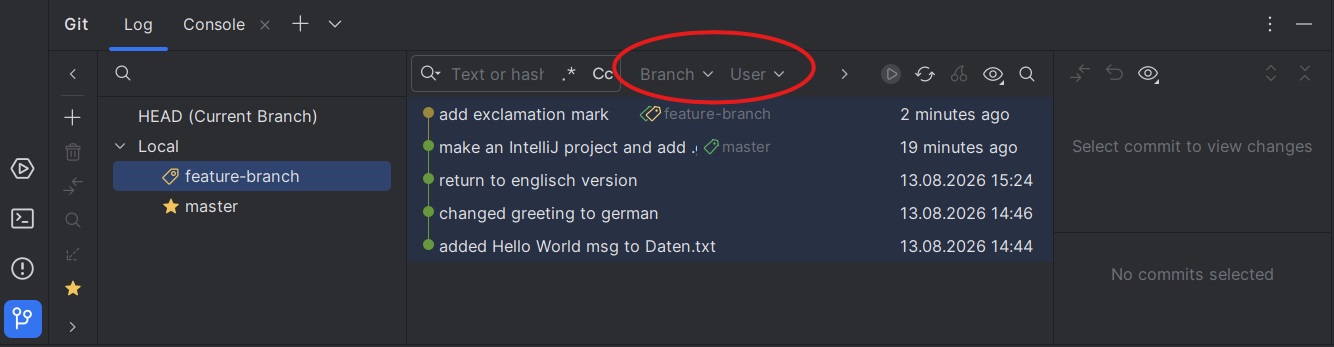 Git Log Console
Text or hash .* Cc Branch User
HEAD (Current Branch)
Local
feature-branch
master
add exclamation mark feature-branch 2 minutes ago
make an IntelliJ project and add . master 19 minutes ago
return to englisch version 13.08.2026 15:24
changed greeting to german 13.08.2026 14:46
added Hello World msg to Daten.txt 13.08.2026 14:44
Select commit to view changes
No commits selected